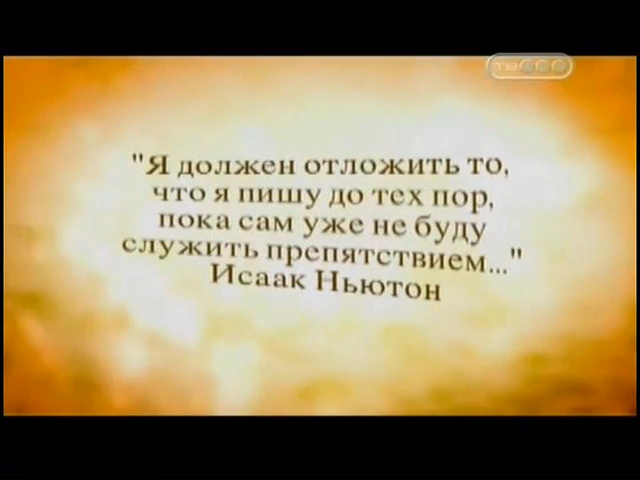 "Я должен отложить то,
что я пишу до тех пор,
пока сам уже не буду
служить препятствием..."
Исаак Ньютон